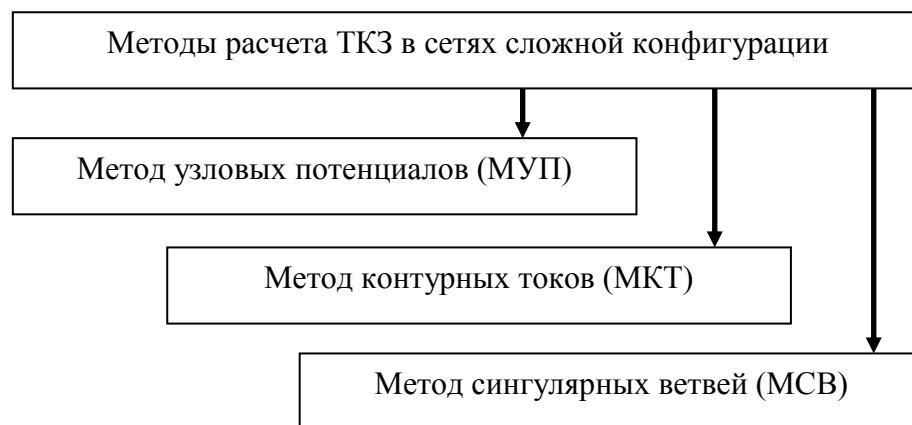 Методы расчета ТКЗ в сетях сложной конфигурации
Метод узловых потенциалов (МУП)
Метод контурных токов (МКТ)
Метод сингулярных ветвей (МСВ)